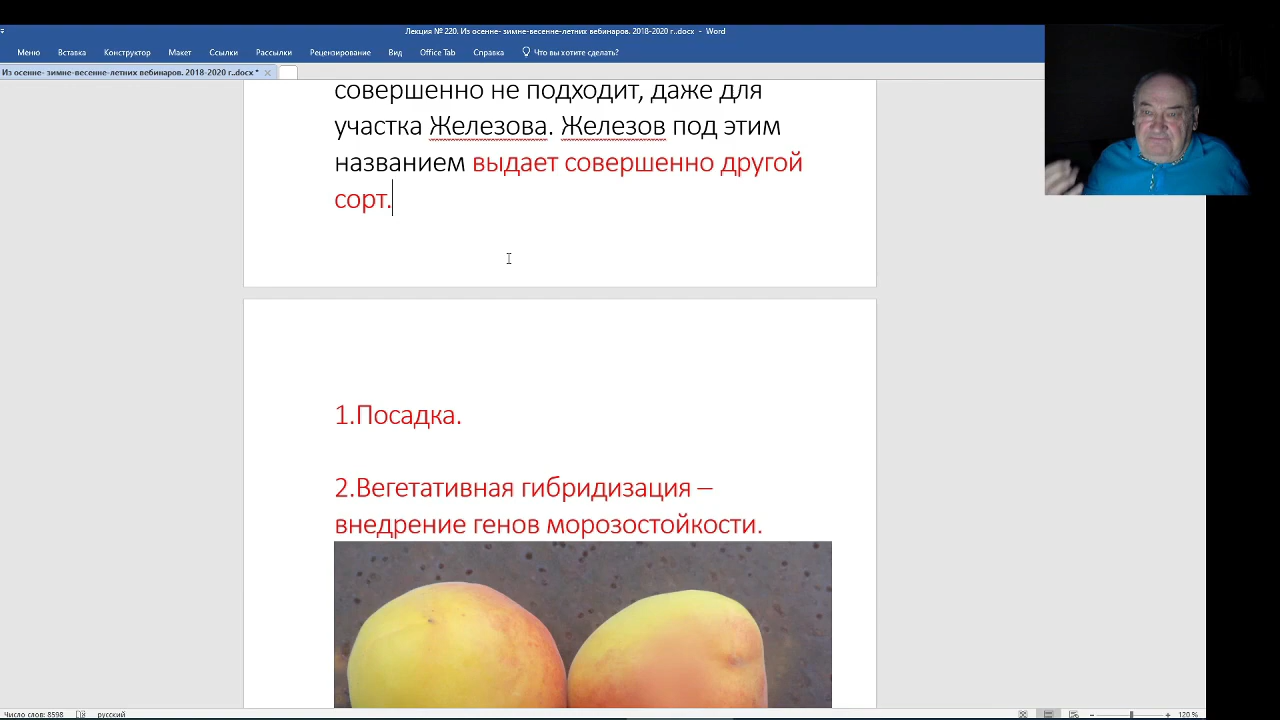 Лекция № 220. Из осенне- зимне-весенне-летних вебинаров. 2018-2020 г..docx - Word
Меню Вставка Конструктор Макет Ссылки Рассылки Рецензирование Вид Office Tab Справка Что вы хотите сделать?
Из осенне- зимне-весенне-летних вебинаров. 2018-2020 г..docx *
совершенно не подходит, даже для
участка Железова. Железов под этим
названием выдает совершенно другой
сорт.
1.Посадка.
2.Вегетативная гибридизация –
внедрение генов морозостойкости.
Число слов: 8598 русский 120 %